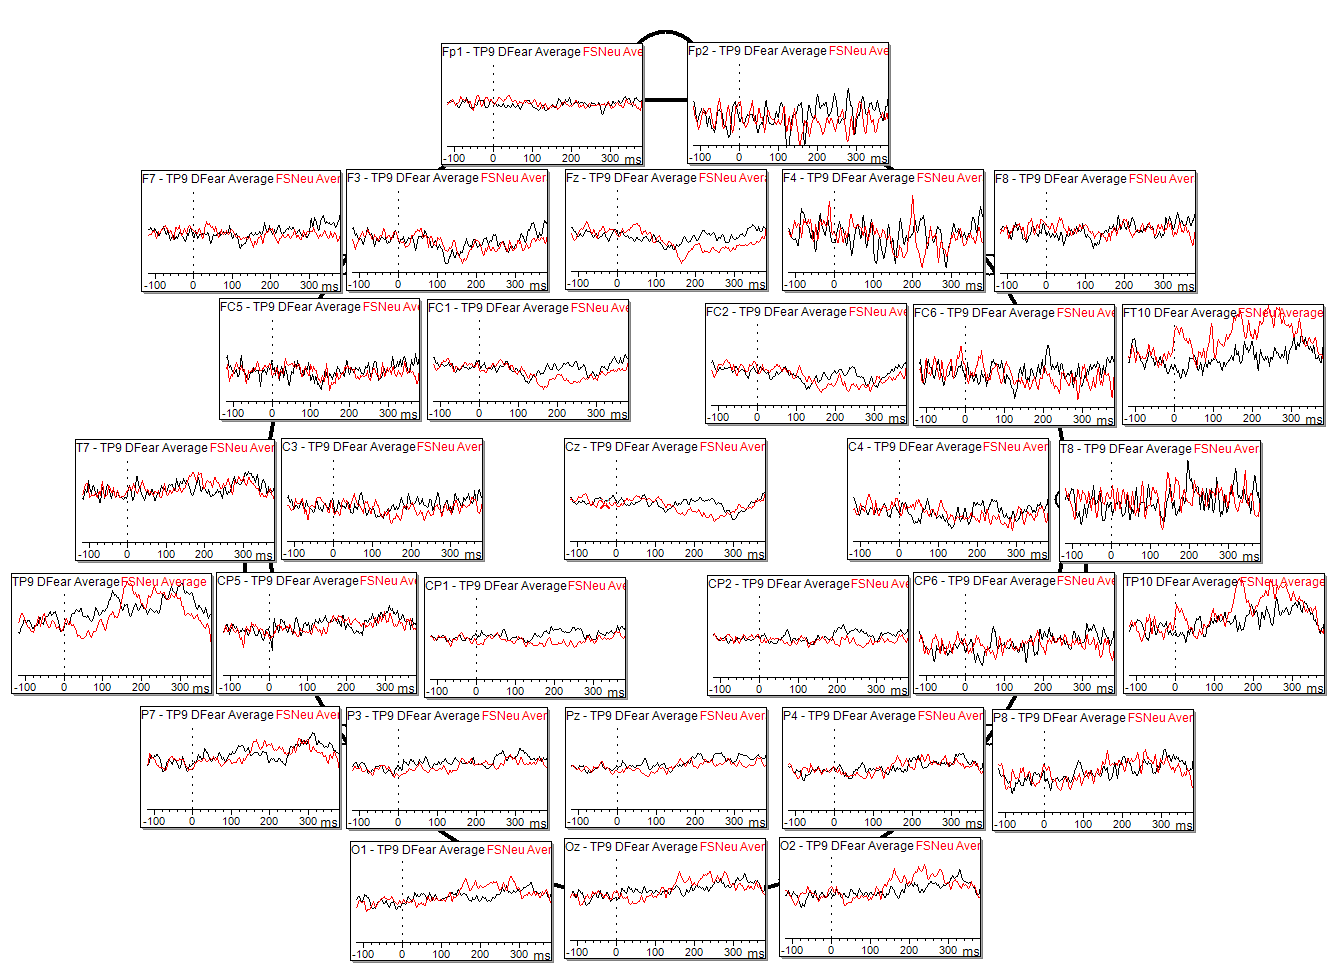 Fp1 - TP9 DFear Average FSNeu Ave
-100 0 100 200 300 ms
Fp2 - TP9 DFear Average FSNeu Ave
-100 0 100 200 300 ms
F7 - TP9 DFear Average FSNeu Aver
-100 0 100 200 300 ms
F3 - TP9 DFear Average FSNeu Aver
-100 0 100 200 300 ms
Fz - TP9 DFear Average FSNeu Aver
-100 0 100 200 300 ms
F4 - TP9 DFear Average FSNeu Aver
-100 0 100 200 300 ms
F8 - TP9 DFear Average FSNeu Aver
-100 0 100 200 300 ms
FC5 - TP9 DFear Average FSNeu Ave
-100 0 100 200 300 ms
FC1 - TP9 DFear Average FSNeu Ave
-100 0 100 200 300 ms
FC2 - TP9 DFear Average FSNeu Ave
-100 0 100 200 300 ms
FC6 - TP9 DFear Average FSNeu Ave
-100 0 100 200 300 ms
FT10 DFear Average FSNeu Average
-100 0 100 200 300 ms
T7 - TP9 DFear Average FSNeu Aver
-100 0 100 200 300 ms
C3 - TP9 DFear Average FSNeu Aver
-100 0 100 200 300 ms
Cz - TP9 DFear Average FSNeu Aver
-100 0 100 200 300 ms
C4 - TP9 DFear Average FSNeu Aver
-100 0 100 200 300 ms
T8 - TP9 DFear Average FSNeu Aver
-100 0 100 200 300 ms
TP9 DFear Average FSNeu Average
-100 0 100 200 300 ms
CP5 - TP9 DFear Average FSNeu Ave
-100 0 100 200 300 ms
CP1 - TP9 DFear Average FSNeu Ave
-100 0 100 200 300 ms
CP2 - TP9 DFear Average FSNeu Ave
-100 0 100 200 300 ms
CP6 - TP9 DFear Average FSNeu Ave
-100 0 100 200 300 ms
TP10 DFear Average FSNeu Average
-100 0 100 200 300 ms
P7 - TP9 DFear Average FSNeu Aver
-100 0 100 200 300 ms
P3 - TP9 DFear Average FSNeu Aver
-100 0 100 200 300 ms
Pz - TP9 DFear Average FSNeu Aver
-100 0 100 200 300 ms
P4 - TP9 DFear Average FSNeu Aver
-100 0 100 200 300 ms
P8 - TP9 DFear Average FSNeu Aver
-100 0 100 200 300 ms
O1 - TP9 DFear Average FSNeu Aver
-100 0 100 200 300 ms
Oz - TP9 DFear Average FSNeu Aver
-100 0 100 200 300 ms
O2 - TP9 DFear Average FSNeu Aver
-100 0 100 200 300 ms